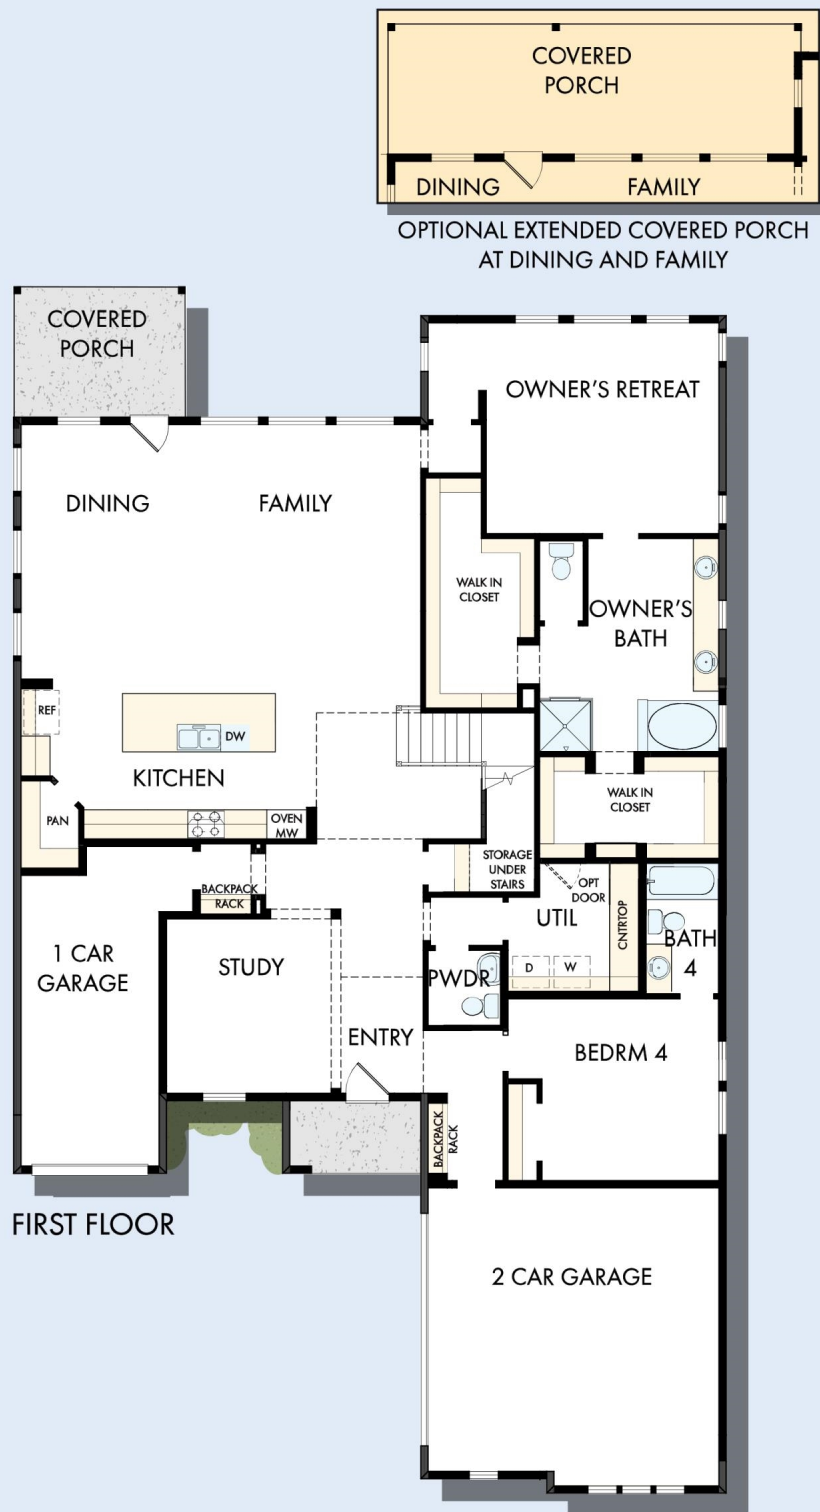 COVERED
PORCH
DINING
FAMILY
OPTIONAL EXTENDED COVERED PORCH
AT DINING AND FAMILY
COVERED
PORCH
OWNER'S RETREAT
DINING
FAMILY
WALK IN
CLOSET
OWNER'S
BATH
REF
DW
KITCHEN
PAN
OVEN
MW
WALK IN
CLOSET
STORAGE
UNDER
STAIRS
BACKPACK
RACK
OPT
DOOR
UTIL
CNTRTOP
D
W
BATH
4
1 CAR
GARAGE
STUDY
PWDR
ENTRY
BEDRM 4
BACKPACK
RACK
FIRST FLOOR
2 CAR GARAGE